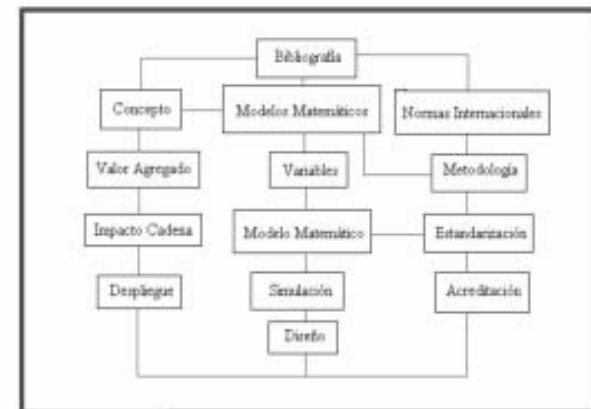 Bibliografía
Concepto
Modelos Matemáticos
Normas Internacionales
Valor Agregado
Variables
Metodología
Impacto Cadena
Modelo Matemático
Estandarización
Despliegue
Simulación
Acreditación
Diseño